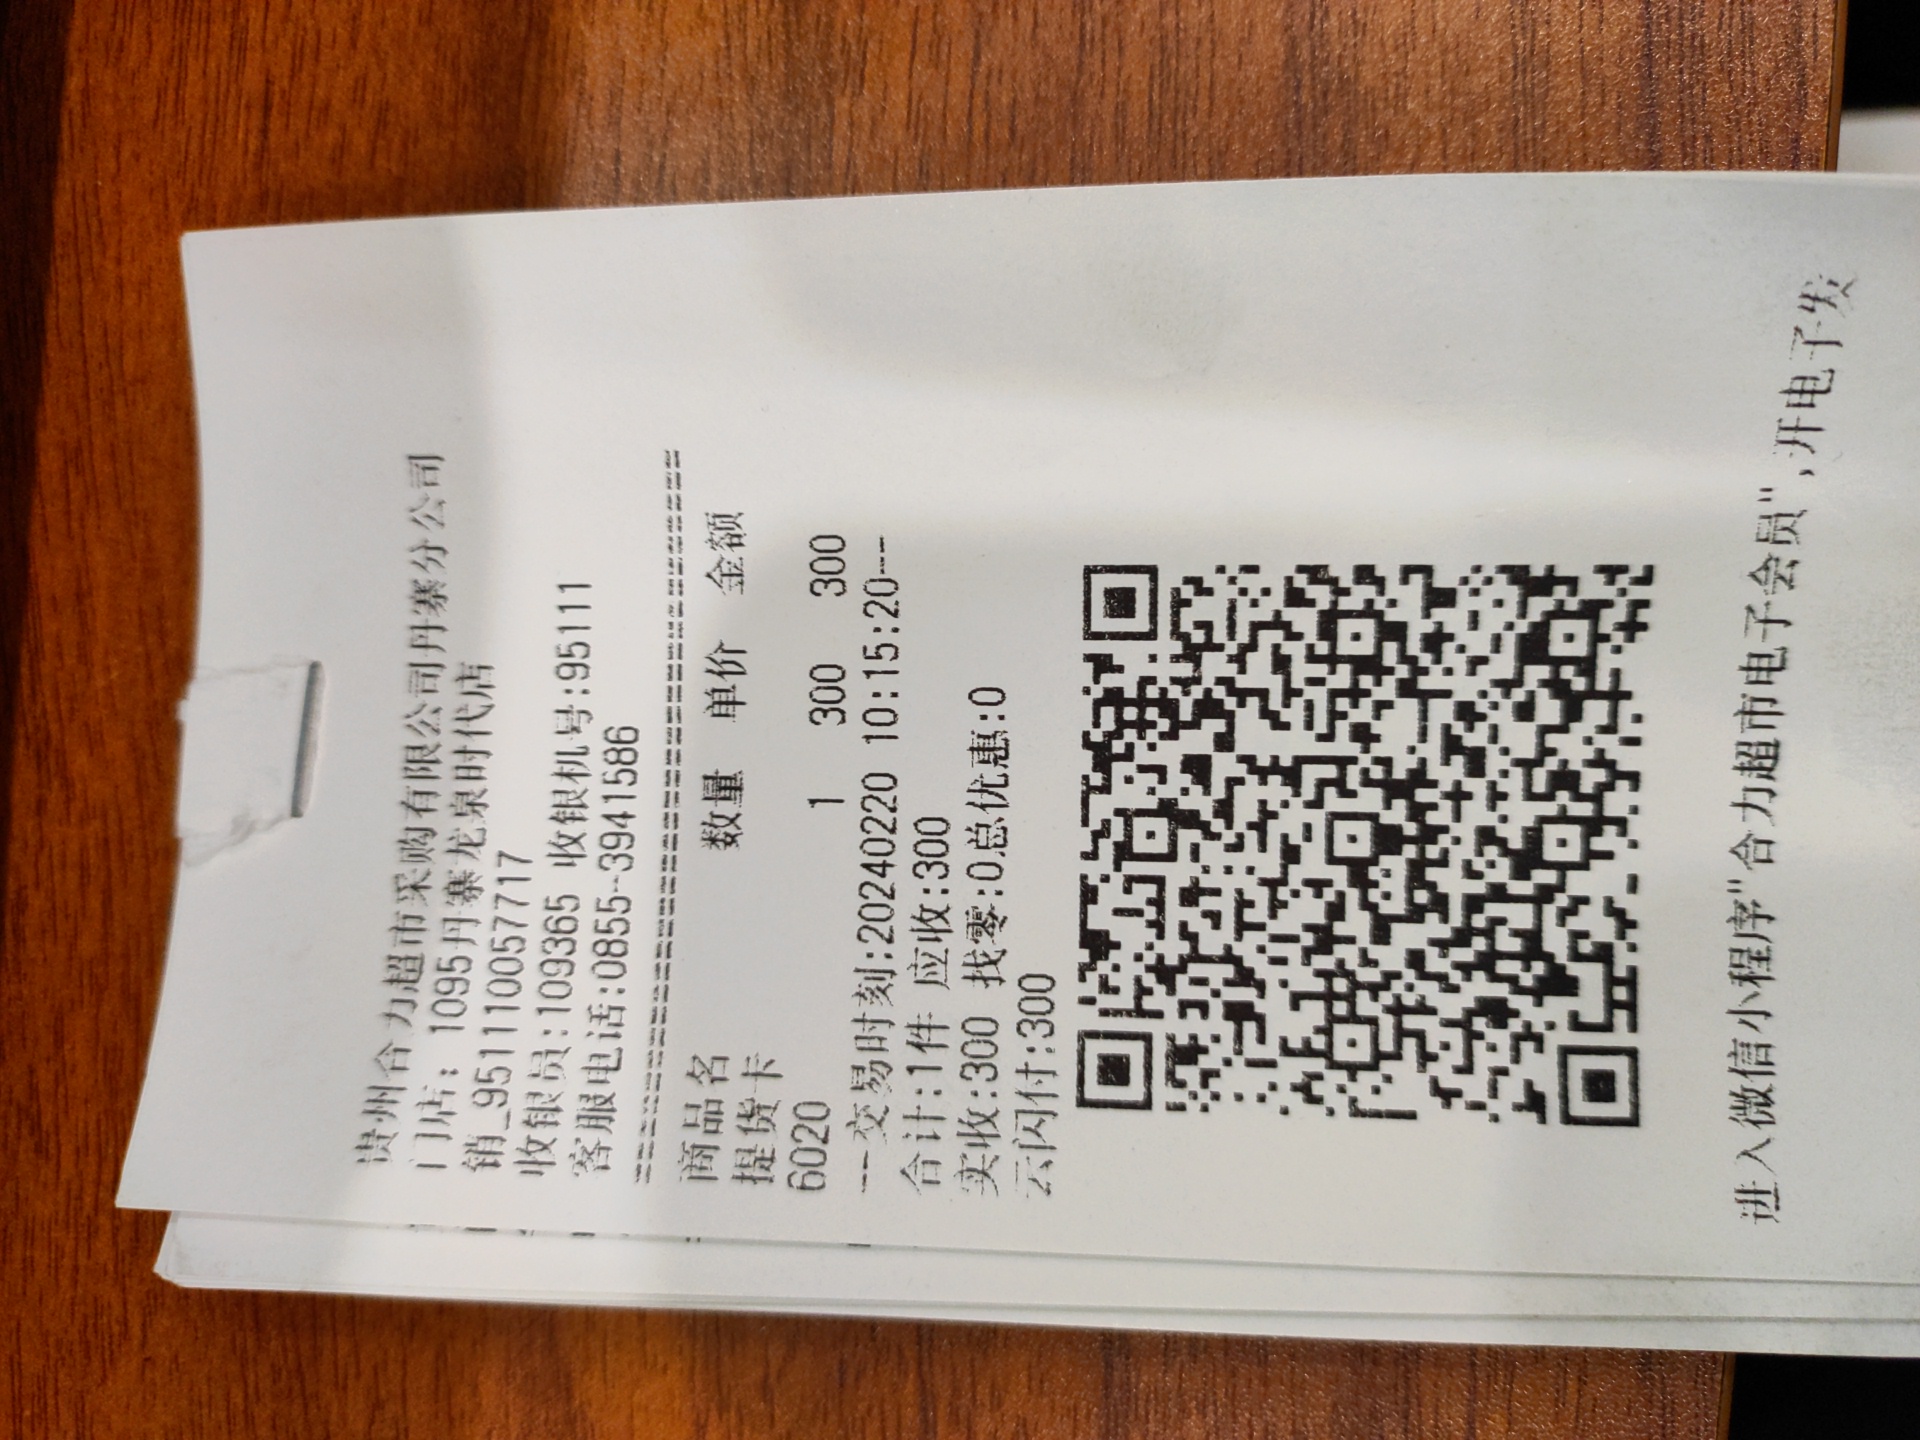 贵州合力超市采购有限公司丹寨分公司
门店: 1095丹寨龙泉时代店
销_9511110057717
收银员:109365 收银机号:95111
客服电话:0855-3941586
商品名 数量 单价 金额
提货卡
6020 1 300 300
--交易时刻:20240220 10:15:20---
合计:1件 应收:300
实收:300 找零:0总优惠:0
云闪付:300
进入微信小程序"合力超市电子会员",开电子发